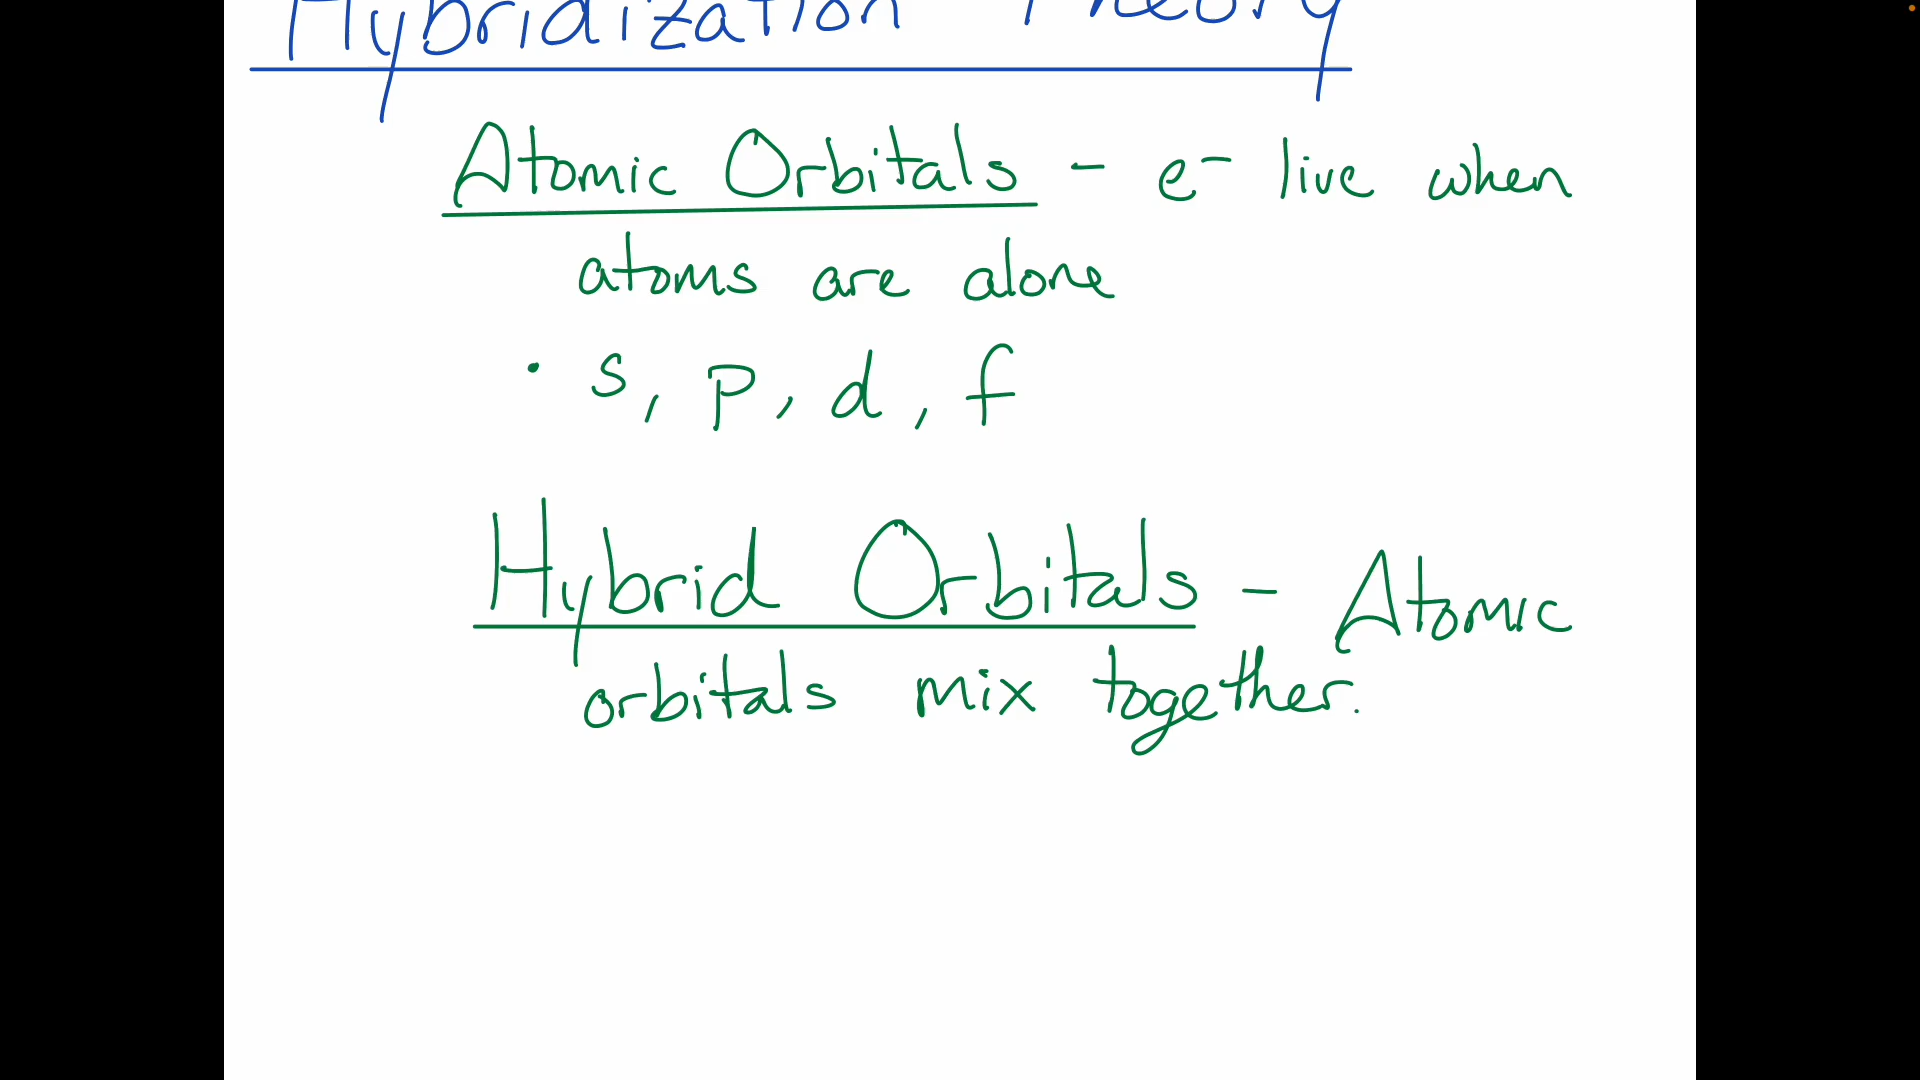 Hybridization Theory
Atomic Orbitals - e⁻ live when
atoms are alone
• s, p, d, f
Hybrid Orbitals - Atomic
orbitals mix together.